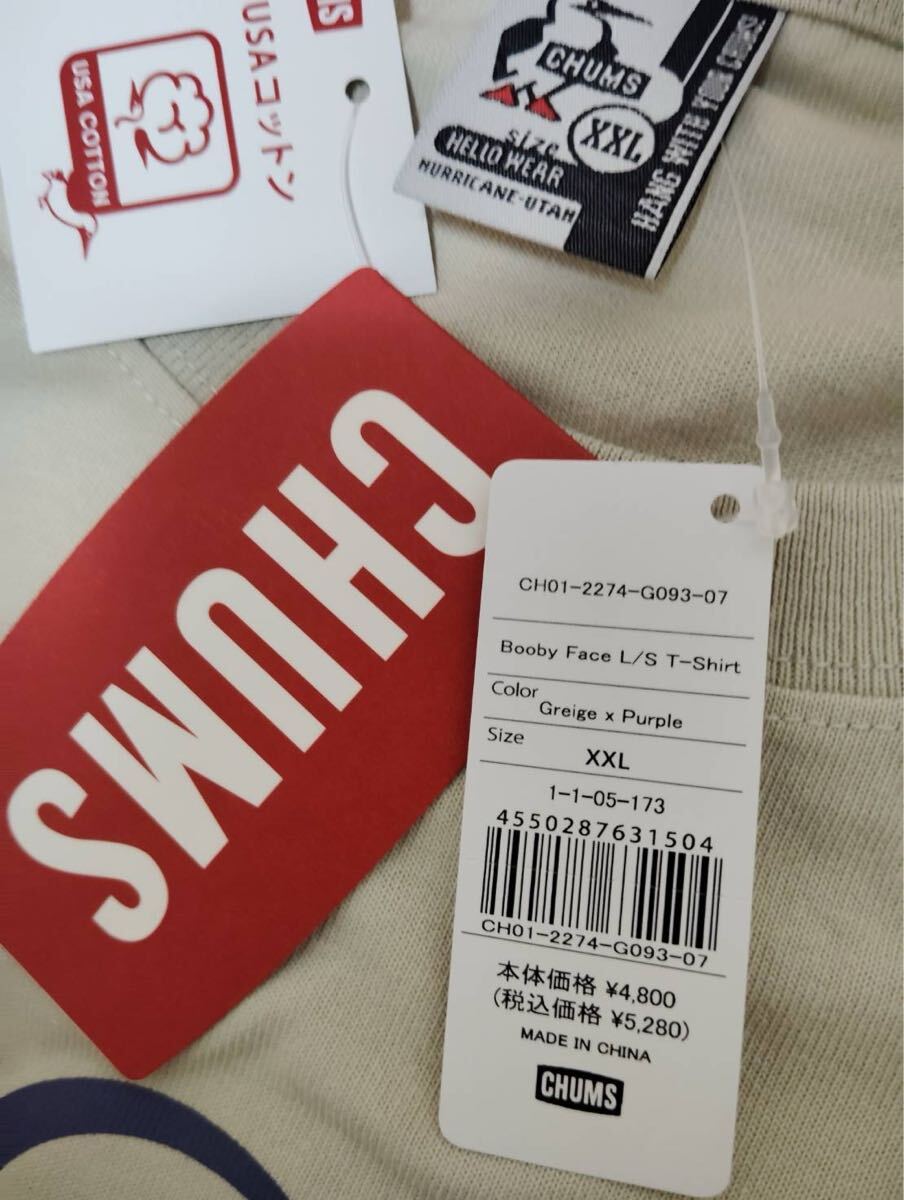 MS
USAコットン
USA COTTON
CHUMS
size
XXL
HELLO WEAR
HURRICANE-UTAH
HANG WITH YOUR CHUMS
CHUMS
CH01-2274-G093-07
Booby Face L/S T-Shirt
Color
Greige x Purple
Size
XXL
1-1-05-173
4550287631504
CH01-2274-G093-07
本体価格 ¥4,800
(税込価格 ¥5,280)
MADE IN CHINA
CHUMS